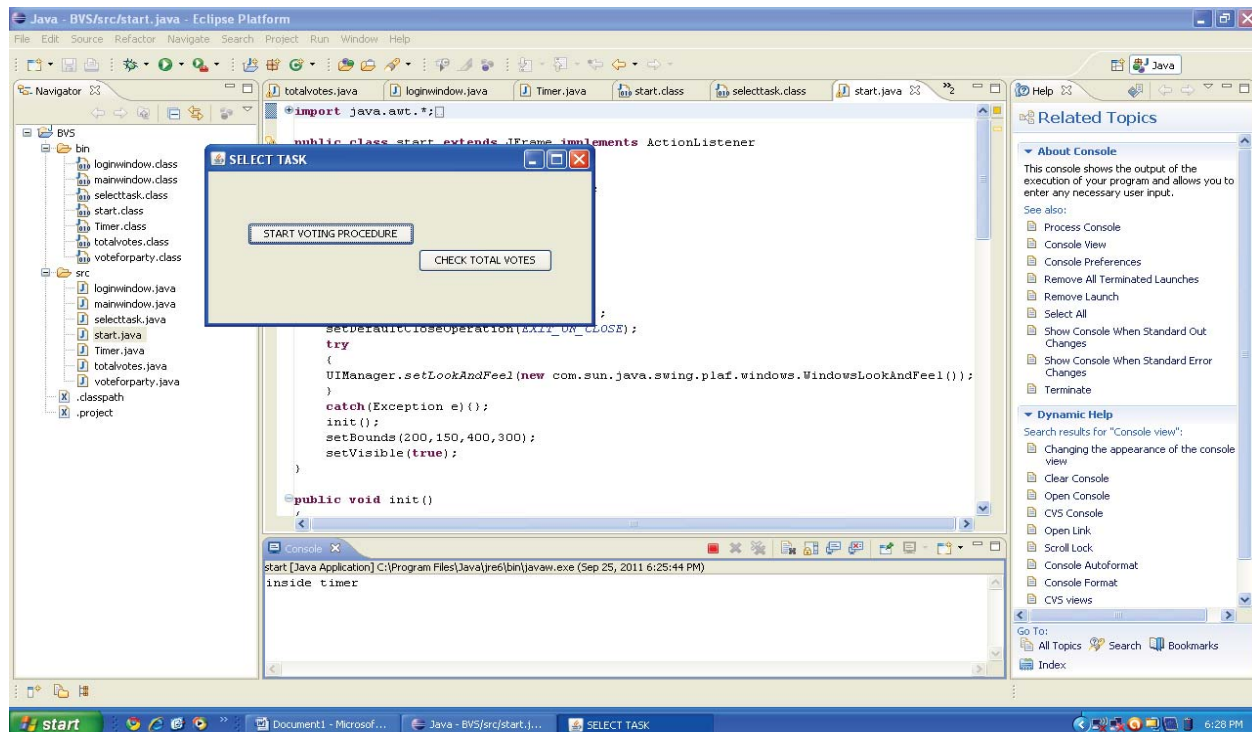 Java - BVS/src/start.java - Eclipse Platform
File Edit Source Refactor Navigate Search Project Run Window Help
Java
Navigator
BVS
bin
loginwindow.class
mainwindow.class
selecttask.class
start.class
Timer.class
totalvotes.class
voteforparty.class
src
loginwindow.java
mainwindow.java
selecttask.java
start.java
Timer.java
totalvotes.java
voteforparty.java
.classpath
.project
totalvotes.java loginwindow.java Timer.java start.class selecttask.class start.java »2
import java.awt.*;
public class start extends JFrame implements ActionListener
SELECT TASK
START VOTING PROCEDURE
CHECK TOTAL VOTES
;
;
setDefaultCloseOperation(EXIT_ON_CLOSE);
try
{
UIManager.setLookAndFeel(new com.sun.java.swing.plaf.windows.WindowsLookAndFeel());
}
catch(Exception e){};
init();
setBounds(200,150,400,300);
setVisible(true);
}
public void init()
Console
start [Java Application] C:\Program Files\Java\jre6\bin\javaw.exe (Sep 25, 2011 6:25:44 PM)
inside timer
Help
Related Topics
About Console
This console shows the output of the
execution of your program and allows you to
enter any necessary user input.
See also:
Process Console
Console View
Console Preferences
Remove All Terminated Launches
Remove Launch
Select All
Show Console When Standard Out
Changes
Show Console When Standard Error
Changes
Terminate
Dynamic Help
Search results for "Console view":
Changing the appearance of the console
view
Clear Console
Open Console
CVS Console
Open Link
Scroll Lock
Console Autoformat
Console Format
CVS views
Go To:
All Topics Search Bookmarks
Index
start » Document1 - Microsof... Java - BVS/src/start.j... SELECT TASK 6:28 PM